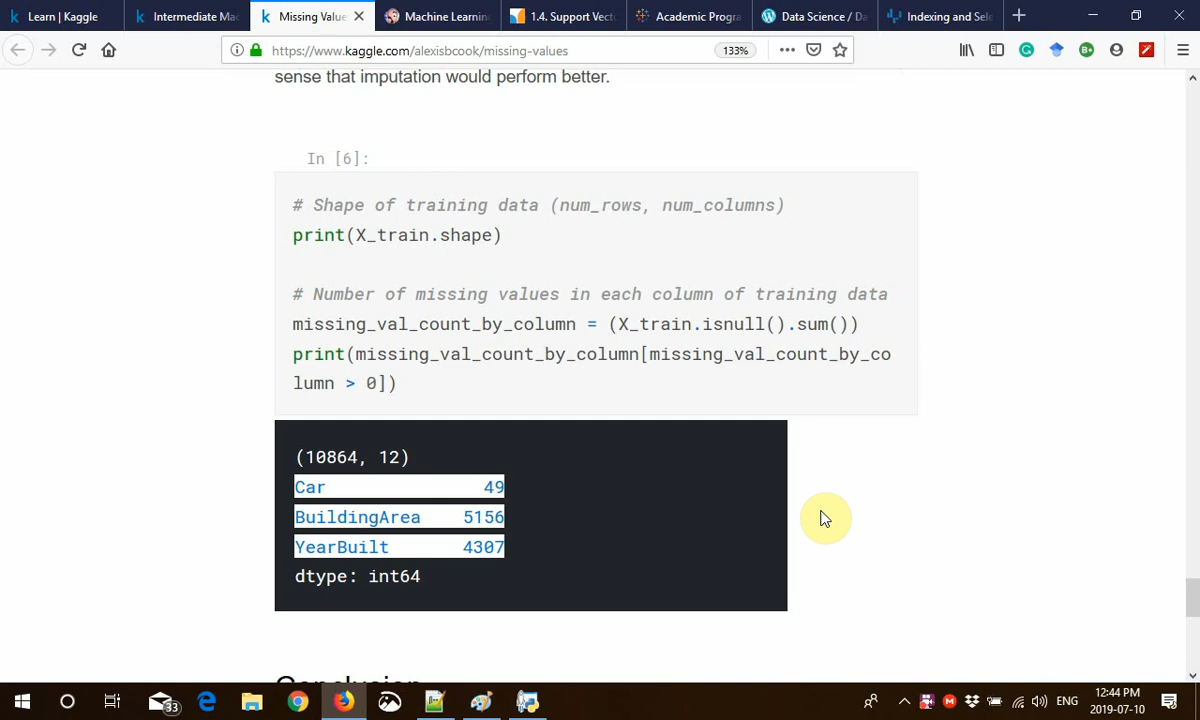 Learn | Kaggle
Intermediate Ma
Missing Value
Machine Learnin
1.4. Support Vect
Academic Progra
Data Science / Da
Indexing and Sele
https://www.kaggle.com/alexisbcook/missing-values
133%
sense that imputation would perform better.
In [6]:
# Shape of training data (num_rows, num_columns)
print(X_train.shape)
# Number of missing values in each column of training data
missing_val_count_by_column = (X_train.isnull().sum())
print(missing_val_count_by_column[missing_val_count_by_co
lumn > 0])
(10864, 12)
Car 49
BuildingArea 5156
YearBuilt 4307
dtype: int64
Conclusion
33
ENG
12:44 PM
2019-07-10